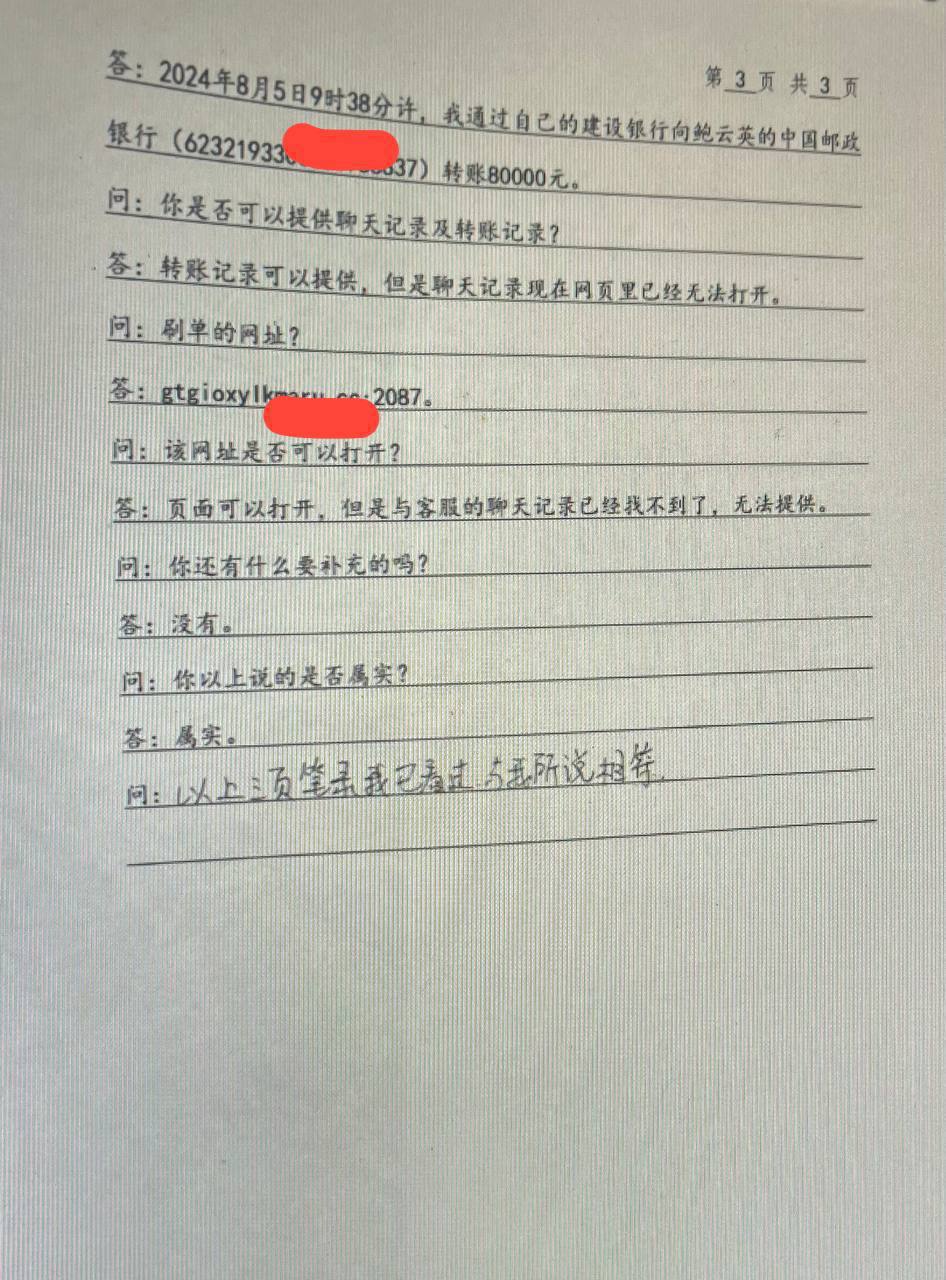 第 3 页 共 3 页
答：2024年8月5日9时38分许，我通过自己的建设银行向鲍云英的中国邮政
银行（62321933 37）转账80000元。
问：你是否可以提供聊天记录及转账记录？
答：转账记录可以提供，但是聊天记录现在网页里已经无法打开。
问：刷单的网址？
答：gtgioxylk :2087。
问：该网址是否可以打开？
答：页面可以打开，但是与客服的聊天记录已经找不到了，无法提供。
问：你还有什么要补充的吗？
答：没有。
问：你以上说的是否属实？
答：属实。
问：以上三页笔录我已看过 与我所说相符.